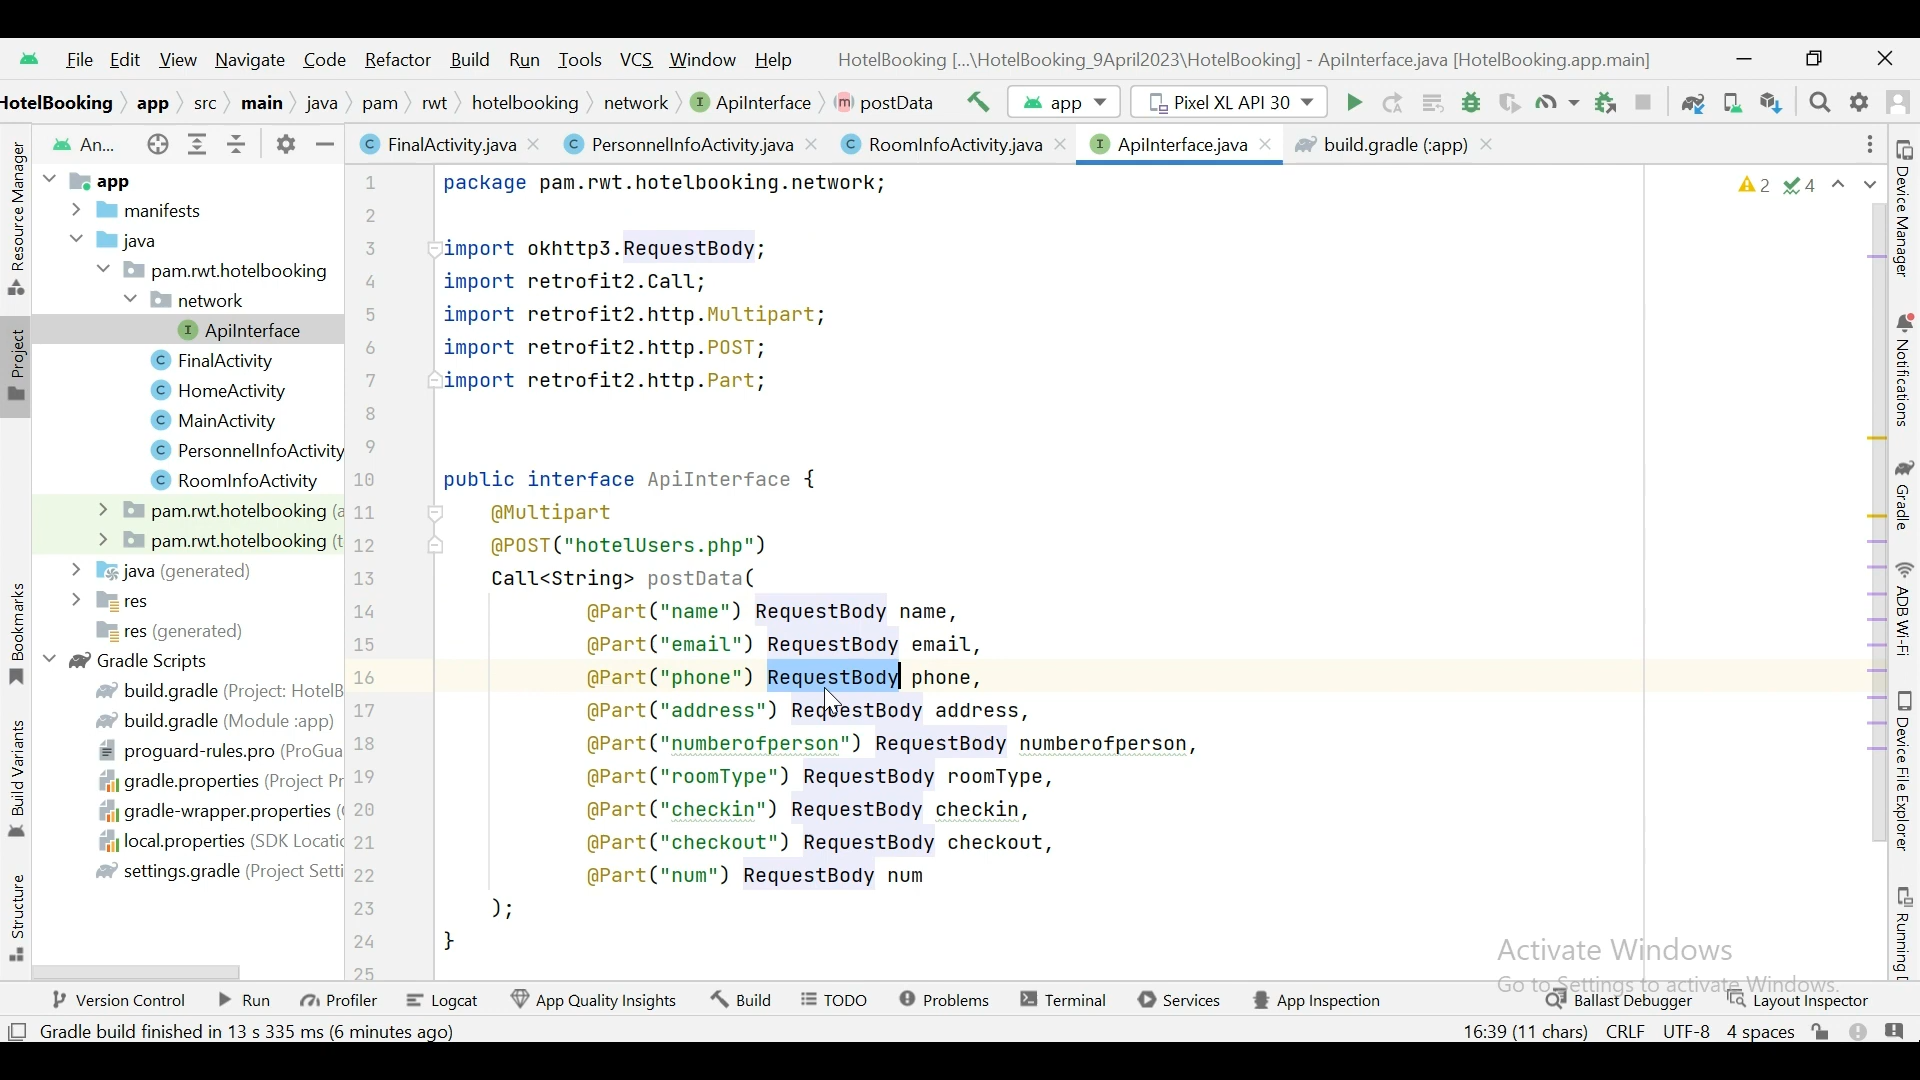 File Edit View Navigate Code Refactor Build Run Tools VCS Window Help HotelBooking [...\HotelBooking_9April2023\HotelBooking] - ApiInterface.java [HotelBooking.app.main]
HotelBooking app src main java pam rwt hotelbooking network I ApiInterface m postData app Pixel XL API 30
An...
C FinalActivity.java C PersonnelInfoActivity.java C RoomInfoActivity.java I ApiInterface.java build.gradle (:app)
Resource Manager
Project
Bookmarks
Build Variants
Structure
app
manifests
java
pam.rwt.hotelbooking
network
I ApiInterface
C FinalActivity
C HomeActivity
C MainActivity
C PersonnelInfoActivity
C RoomInfoActivity
pam.rwt.hotelbooking (a
pam.rwt.hotelbooking (t
java (generated)
res
res (generated)
Gradle Scripts
build.gradle (Project: HotelB
build.gradle (Module :app)
proguard-rules.pro (ProGua
gradle.properties (Project Pr
gradle-wrapper.properties (
local.properties (SDK Locatic
settings.gradle (Project Setti
2 4
1 package pam.rwt.hotelbooking.network;
2
3 import okhttp3.RequestBody;
4 import retrofit2.Call;
5 import retrofit2.http.Multipart;
6 import retrofit2.http.POST;
7 import retrofit2.http.Part;
8
9
10 public interface ApiInterface {
11 @Multipart
12 @POST("hotelUsers.php")
13 Call<String> postData(
14 @Part("name") RequestBody name,
15 @Part("email") RequestBody email,
16 @Part("phone") RequestBody phone,
17 @Part("address") RequestBody address,
18 @Part("numberofperson") RequestBody numberofperson,
19 @Part("roomType") RequestBody roomType,
20 @Part("checkin") RequestBody checkin,
21 @Part("checkout") RequestBody checkout,
22 @Part("num") RequestBody num
23 );
24 }
25
Device Manager
Notifications
Gradle
ADB Wi-Fi
Device File Explorer
Running D
Activate Windows
Go to Settings to activate Windows.
Version Control Run Profiler Logcat App Quality Insights Build TODO Problems Terminal Services App Inspection Ballast Debugger Layout Inspector
Gradle build finished in 13 s 335 ms (6 minutes ago) 16:39 (11 chars) CRLF UTF-8 4 spaces